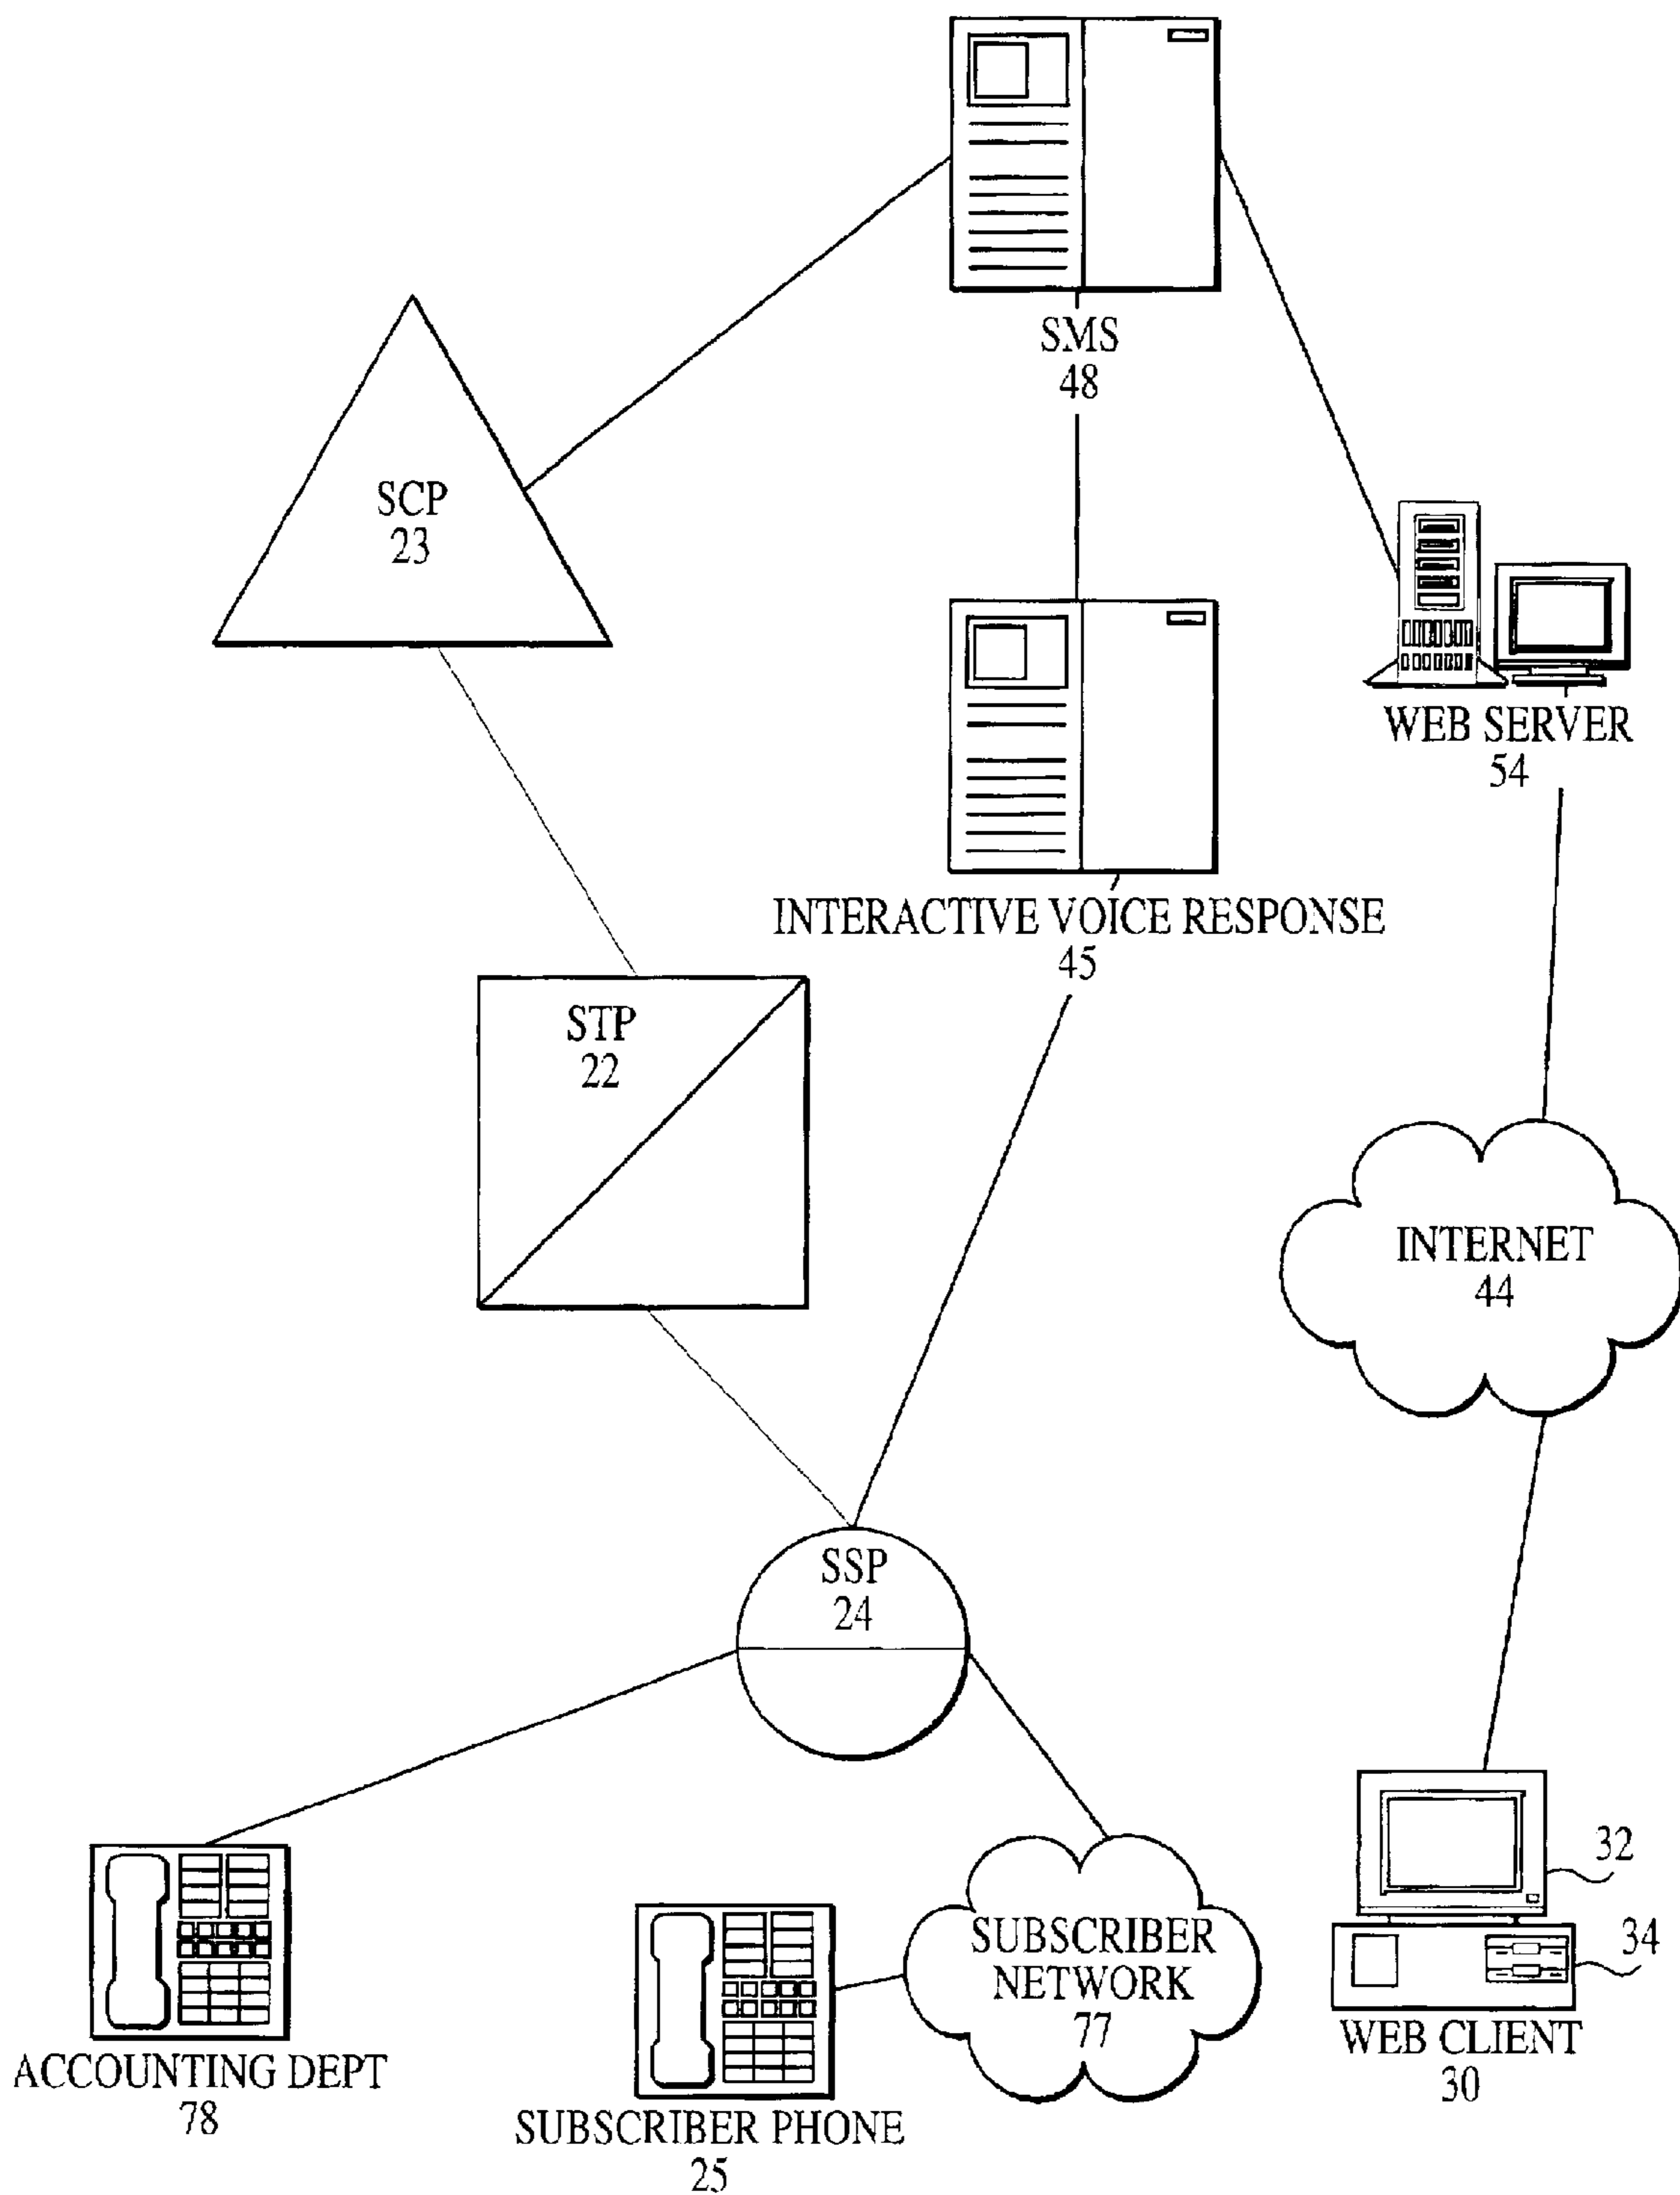 SMS
48
SCP
23
WEB SERVER
54
INTERACTIVE VOICE RESPONSE
45
STP
22
INTERNET
44
SSP
24
32
34
SUBSCRIBER
NETWORK
77
WEB CLIENT
30
ACCOUNTING DEPT
78
SUBSCRIBER PHONE
25